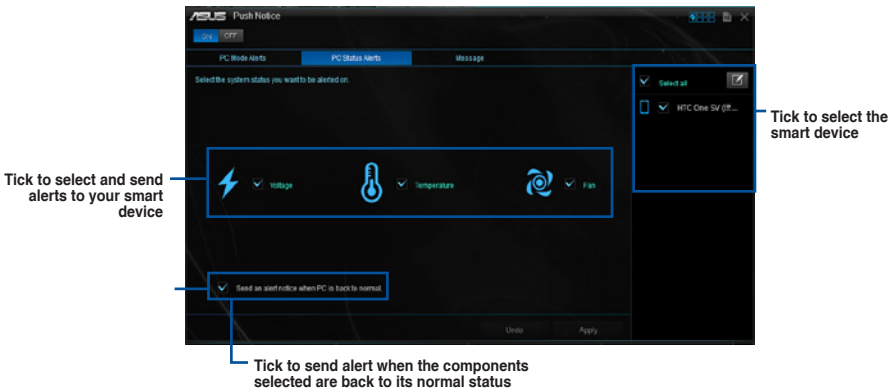 ASUS Push Notice
ON OFF
PC Mode Alerts PC Status Alerts Message
Select the system status you want to be alerted on.
Select all
HTC One SV
Tick to select the
smart device
Tick to select and send
alerts to your smart
device
Voltage Temperature Fan
Send an alert notice when PC is back to normal.
Undo Apply
Tick to send alert when the components
selected are back to its normal status